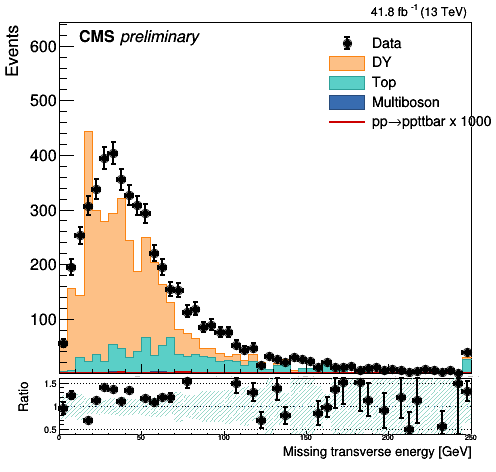 41.8 fb⁻¹ (13 TeV)
CMS preliminary
Events
600
500
400
300
200
100
Data
DY
Top
Multiboson
pp→ppttbar x 1000
Ratio
1.5
1.0
0.5
0
50
100
150
200
250
Missing transverse energy [GeV]